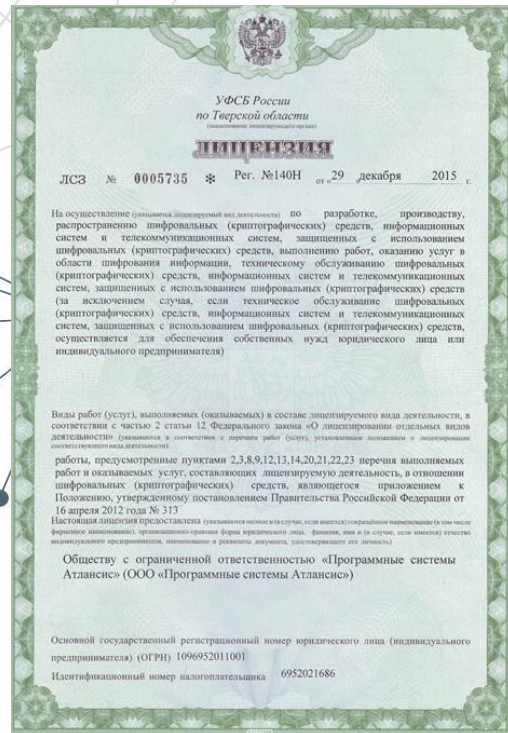 УФСБ России
по Тверской области
(наименование лицензирующего органа)
ЛИЦЕНЗИЯ
ЛСЗ № 0005735 * Рег. №140Н от «29 декабря 2015 г.
На осуществление (указывается лицензируемый вид деятельности) по разработке, производству,
распространению шифровальных (криптографических) средств, информационных
систем и телекоммуникационных систем, защищенных с использованием
шифровальных (криптографических) средств, выполнению работ, оказанию услуг в
области шифрования информации, техническому обслуживанию шифровальных
(криптографических) средств, информационных систем и телекоммуникационных
систем, защищенных с использованием шифровальных (криптографических) средств
(за исключением случая, если техническое обслуживание шифровальных
(криптографических) средств, информационных систем и телекоммуникационных
систем, защищенных с использованием шифровальных (криптографических) средств,
осуществляется для обеспечения собственных нужд юридического лица или
индивидуального предпринимателя)
Виды работ (услуг), выполняемых (оказываемых) в составе лицензируемого вида деятельности, в
соответствии с частью 2 статьи 12 Федерального закона «О лицензировании отдельных видов
деятельности» (указываются в соответствии с перечнем работ (услуг), установленным положением о лицензировании
соответствующего вида деятельности):
работы, предусмотренные пунктами 2,3,8,9,12,13,14,20,21,22,23 перечня выполняемых
работ и оказываемых услуг, составляющих лицензируемую деятельность, в отношении
шифровальных (криптографических) средств, являющегося приложением к
Положению, утвержденному постановлением Правительства Российской Федерации от
16 апреля 2012 года № 313
Настоящая лицензия предоставлена (указываются полное и (в случае, если имеется) сокращённое наименование (в том числе
фирменное наименование), организационно-правовая форма юридического лица, фамилия, имя и (в случае, если имеется) отчество
индивидуального предпринимателя, наименование и реквизиты документа, удостоверяющего его личность)
Обществу с ограниченной ответственностью «Программные системы
Атлансис» (ООО «Программные системы Атлансис»)
Основной государственный регистрационный номер юридического лица (индивидуального
предпринимателя) (ОГРН) 1096952011001
Идентификационный номер налогоплательщика 6952021686